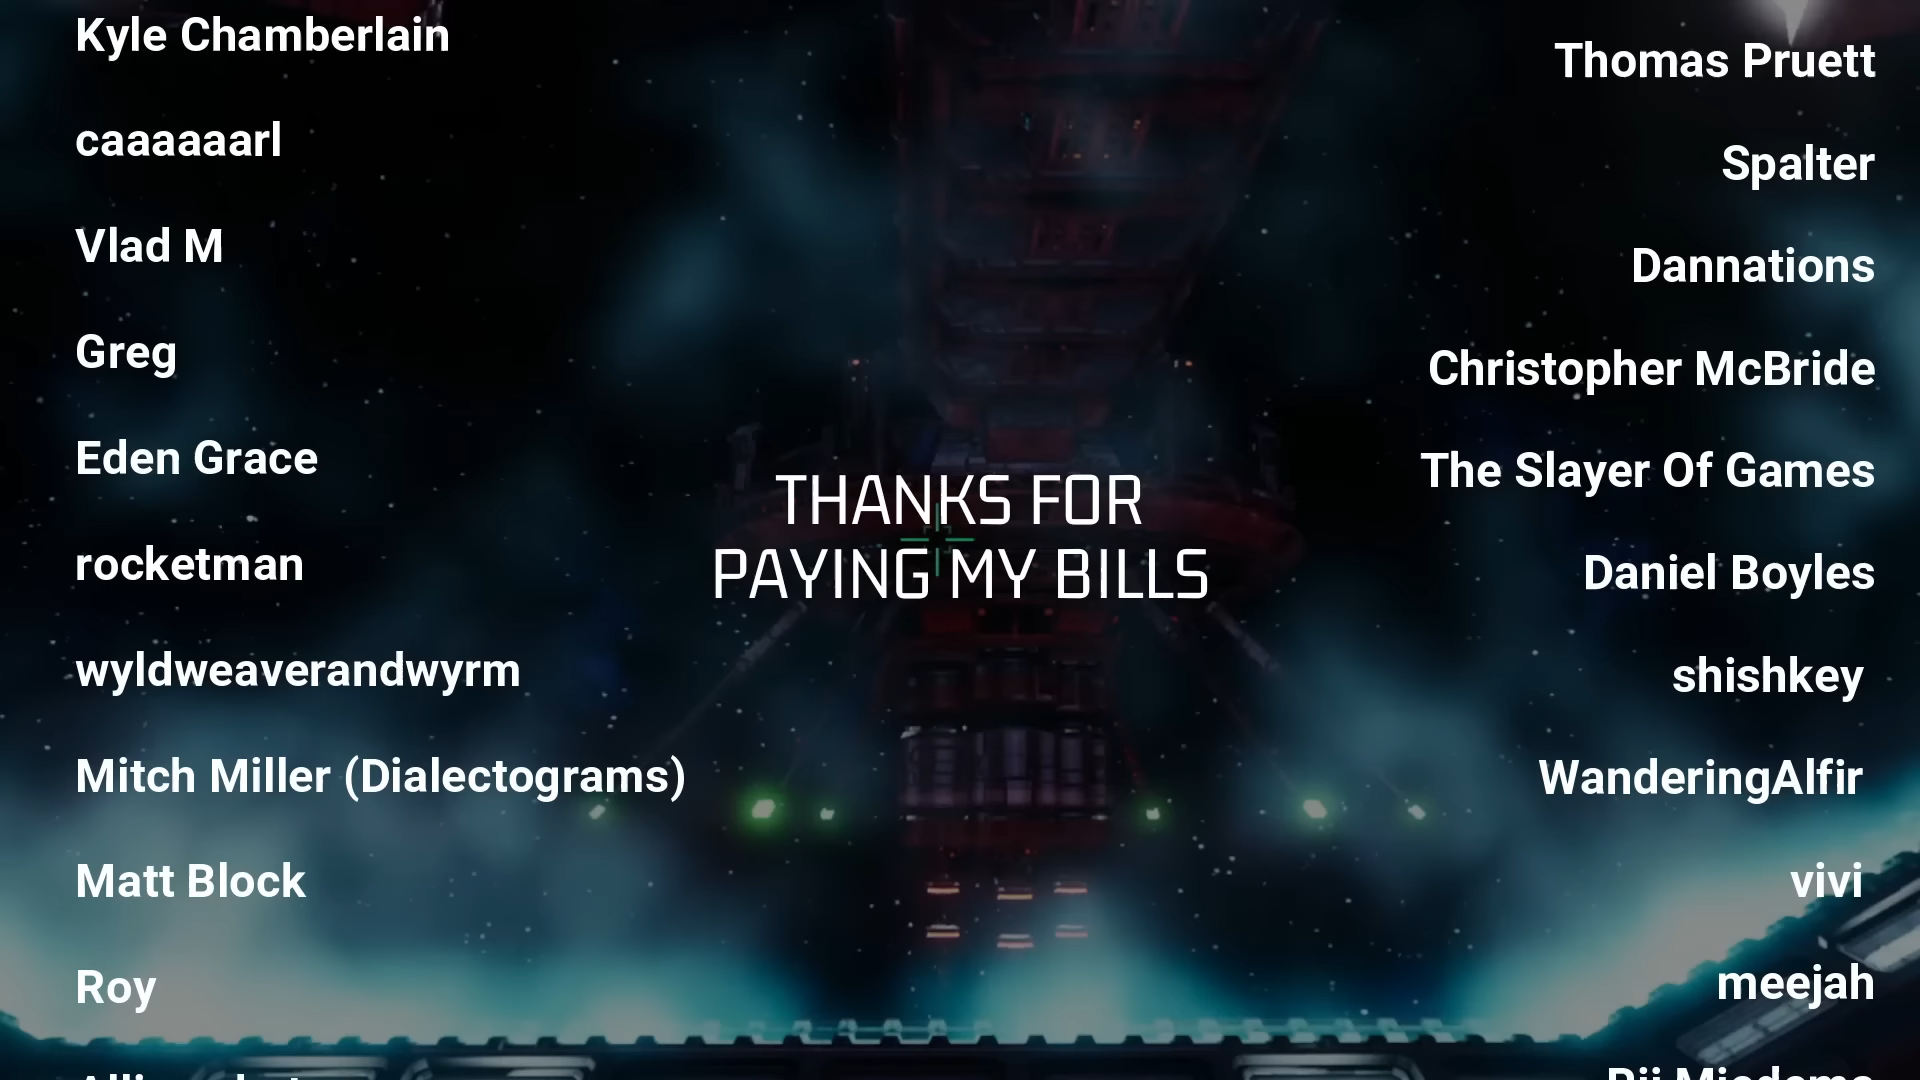 Kyle Chamberlain
caaaaaarl
Vlad M
Greg
Eden Grace
rocketman
wyldweaverandwyrm
Mitch Miller (Dialectograms)
Matt Block
Roy
THANKS FOR
PAYING MY BILLS
Thomas Pruett
Spalter
Dannations
Christopher McBride
The Slayer Of Games
Daniel Boyles
shishkey
WanderingAlfir
vivi
meejah